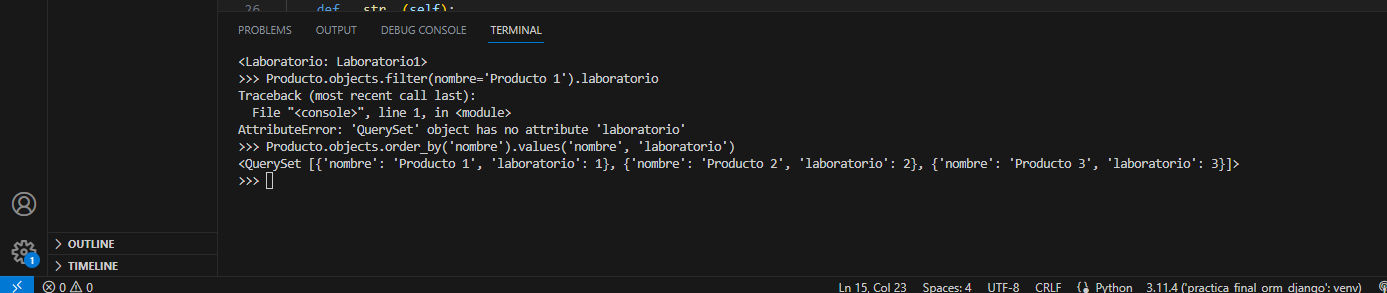 26 def __str__(self):
PROBLEMS OUTPUT DEBUG CONSOLE TERMINAL
<Laboratorio: Laboratorio1>
>>> Producto.objects.filter(nombre='Producto 1').laboratorio
Traceback (most recent call last):
  File "<console>", line 1, in <module>
AttributeError: 'QuerySet' object has no attribute 'laboratorio'
>>> Producto.objects.order_by('nombre').values('nombre', 'laboratorio')
<QuerySet [{'nombre': 'Producto 1', 'laboratorio': 1}, {'nombre': 'Producto 2', 'laboratorio': 2}, {'nombre': 'Producto 3', 'laboratorio': 3}]>
>>>
OUTLINE
1
TIMELINE
0 0 Ln 15, Col 23 Spaces: 4 UTF-8 CRLF Python 3.11.4 ('practica_final_orm_django': venv)